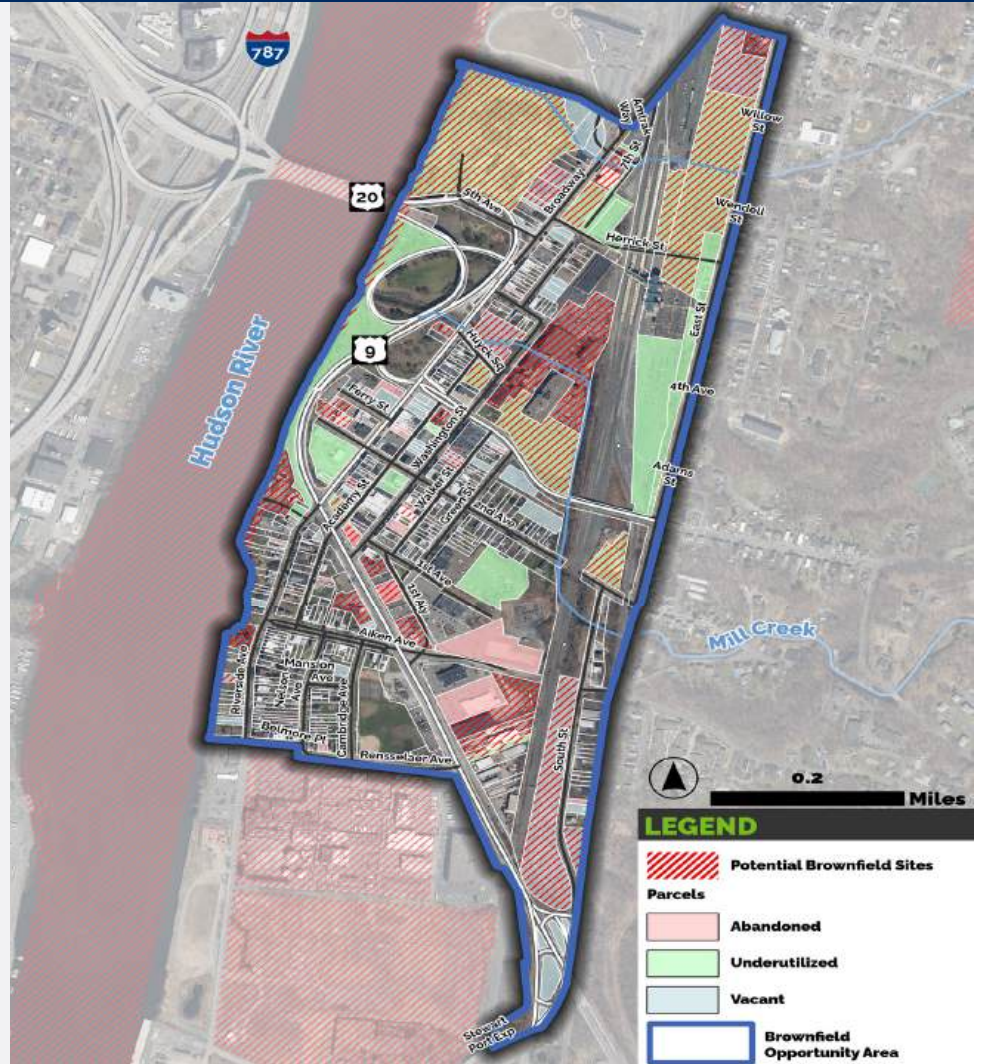 787
Amtrak
Way
Willow
St
7th St
20
5th Ave
Broadway
Wendell
St
Herrick St
East St
Hudson River
9
Huyck Sq
4th Ave
Ferry St
Washington St
Adams
St
Academy St
Walker St
Green St
2nd Ave
1st Ave
1st Aly
Mill Creek
Aiken Ave
Riverside Ave
Nelson
Ave
Mansion
Ave
Cambridge Ave
Belmore Pl
Rensselaer Ave
South St
0.2
Miles
LEGEND
Potential Brownfield Sites
Parcels
Abandoned
Underutilized
Vacant
Brownfield
Opportunity Area
Stewart
Port Exp